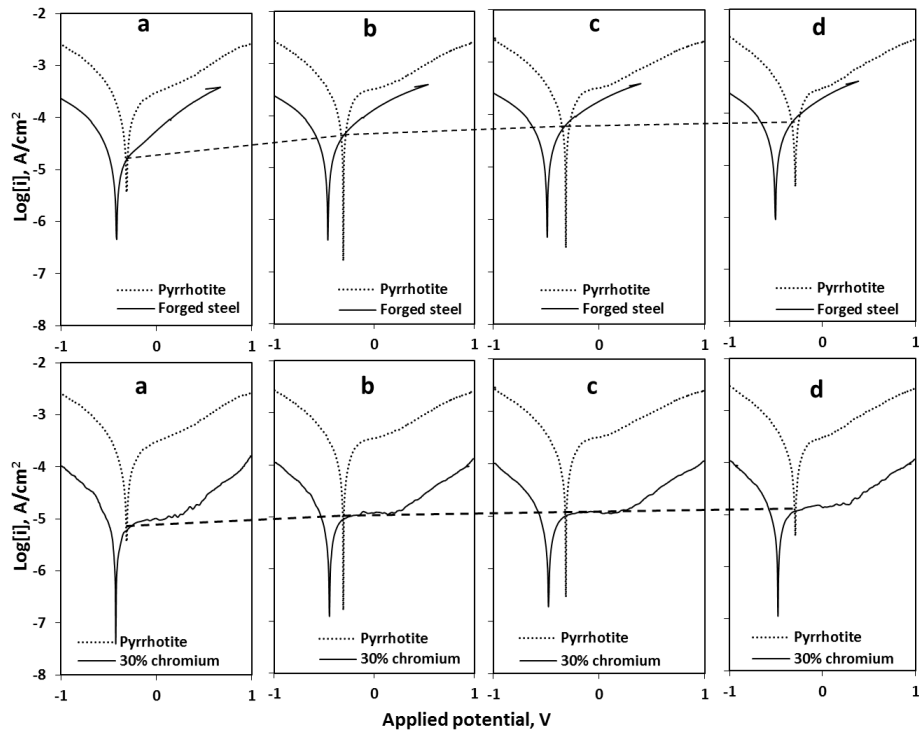 a
b
c
d
-2
-3
-4
-5
-6
-7
-8
Log[i], A/cm²
Pyrrhotite
Forged steel
Pyrrhotite
Forged steel
Pyrrhotite
Forged steel
Pyrrhotite
Forged steel
-1 0 1
-1 0 1
-1 0 1
-1 0 1
a
b
c
d
-2
-3
-4
-5
-6
-7
-8
Log[i], A/cm²
Pyrrhotite
30% chromium
Pyrrhotite
30% chromium
Pyrrhotite
30% chromium
Pyrrhotite
30% chromium
-1 0 1
-1 0 1
-1 0 1
-1 0 1
Applied potential, V